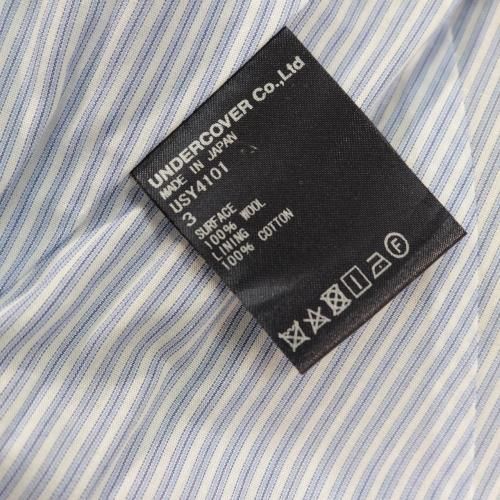 UNDERCOVER Co.,Ltd
MADE IN JAPAN
USY4101
3
SURFACE
100% WOOL
LINING
100% COTTON
F